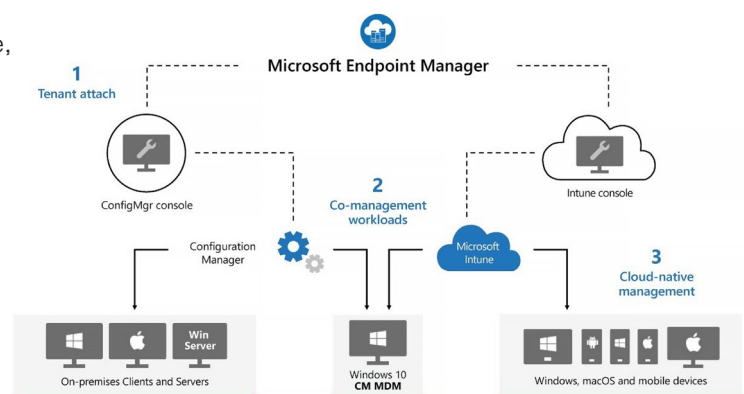 e,
Microsoft Endpoint Manager
1
Tenant attach
ConfigMgr console
Intune console
2
Co-management
workloads
Configuration
Manager
Microsoft
Intune
3
Cloud-native
management
Win
Server
On-premises Clients and Servers
Windows 10
CM MDM
Windows, macOS and mobile devices